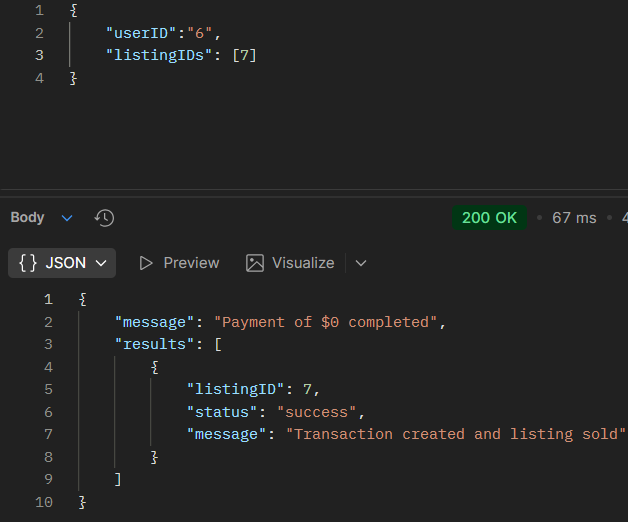 1 {
2 "userID":"6",
3 "listingIDs": [7]
4 }
Body 200 OK • 67 ms • 4
{} JSON Preview Visualize
1 {
2 "message": "Payment of $0 completed",
3 "results": [
4 {
5 "listingID": 7,
6 "status": "success",
7 "message": "Transaction created and listing sold"
8 }
9 ]
10 }